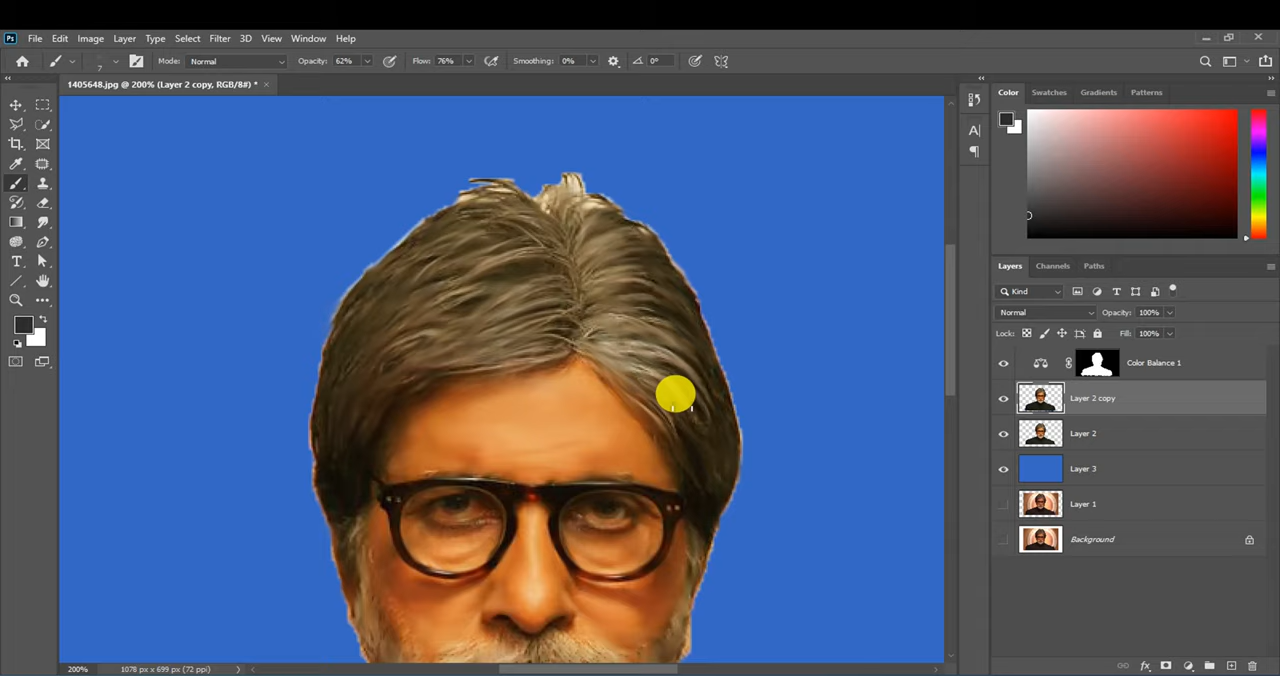 Ps File Edit Image Layer Type Select Filter 3D View Window Help
7 Mode: Normal Opacity: 62% Flow: 76% Smoothing: 0% 0°
1405648.jpg @ 200% (Layer 2 copy, RGB/8#) * ×
Color Swatches Gradients Patterns
Layers Channels Paths
Kind
Normal Opacity: 100%
Lock: Fill: 100%
Color Balance 1
Layer 2 copy
Layer 2
Layer 3
Layer 1
Background
200% 1078 px x 699 px (72 ppi)